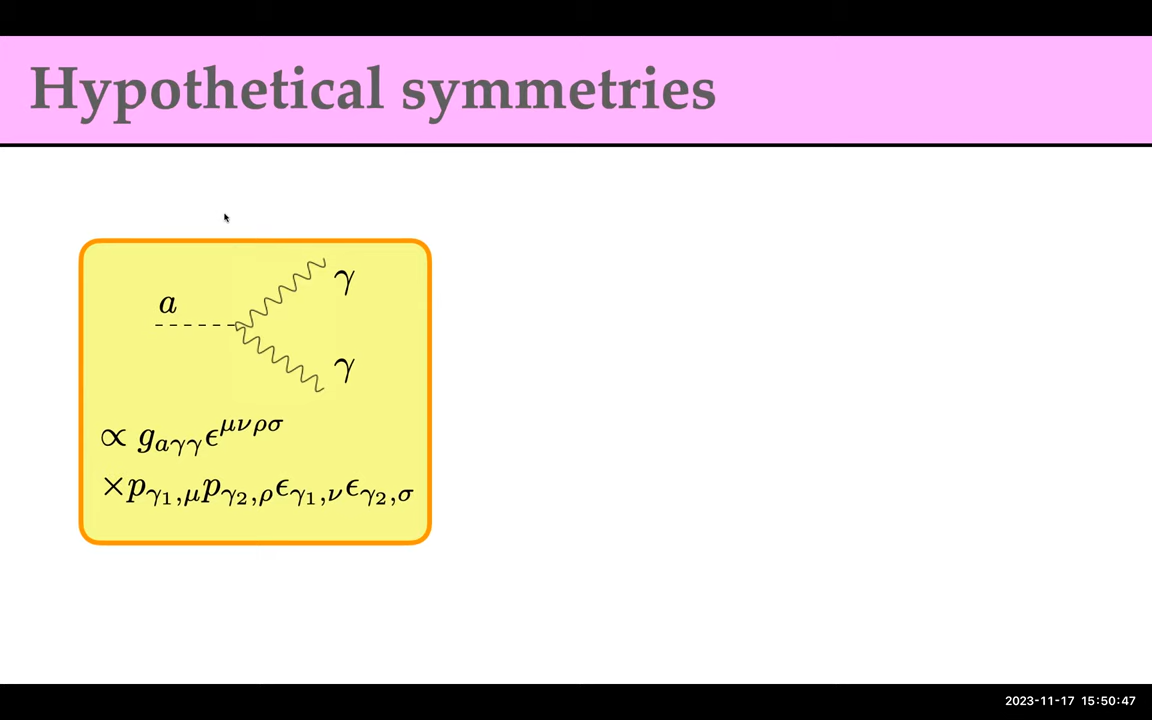 Hypothetical symmetries
a
γ
γ
∝ g_{aγγ}ϵ^{μνρσ}
×p_{γ₁,μ}p_{γ₂,ρ}ϵ_{γ₁,ν}ϵ_{γ₂,σ}
2023-11-17 15:50:47